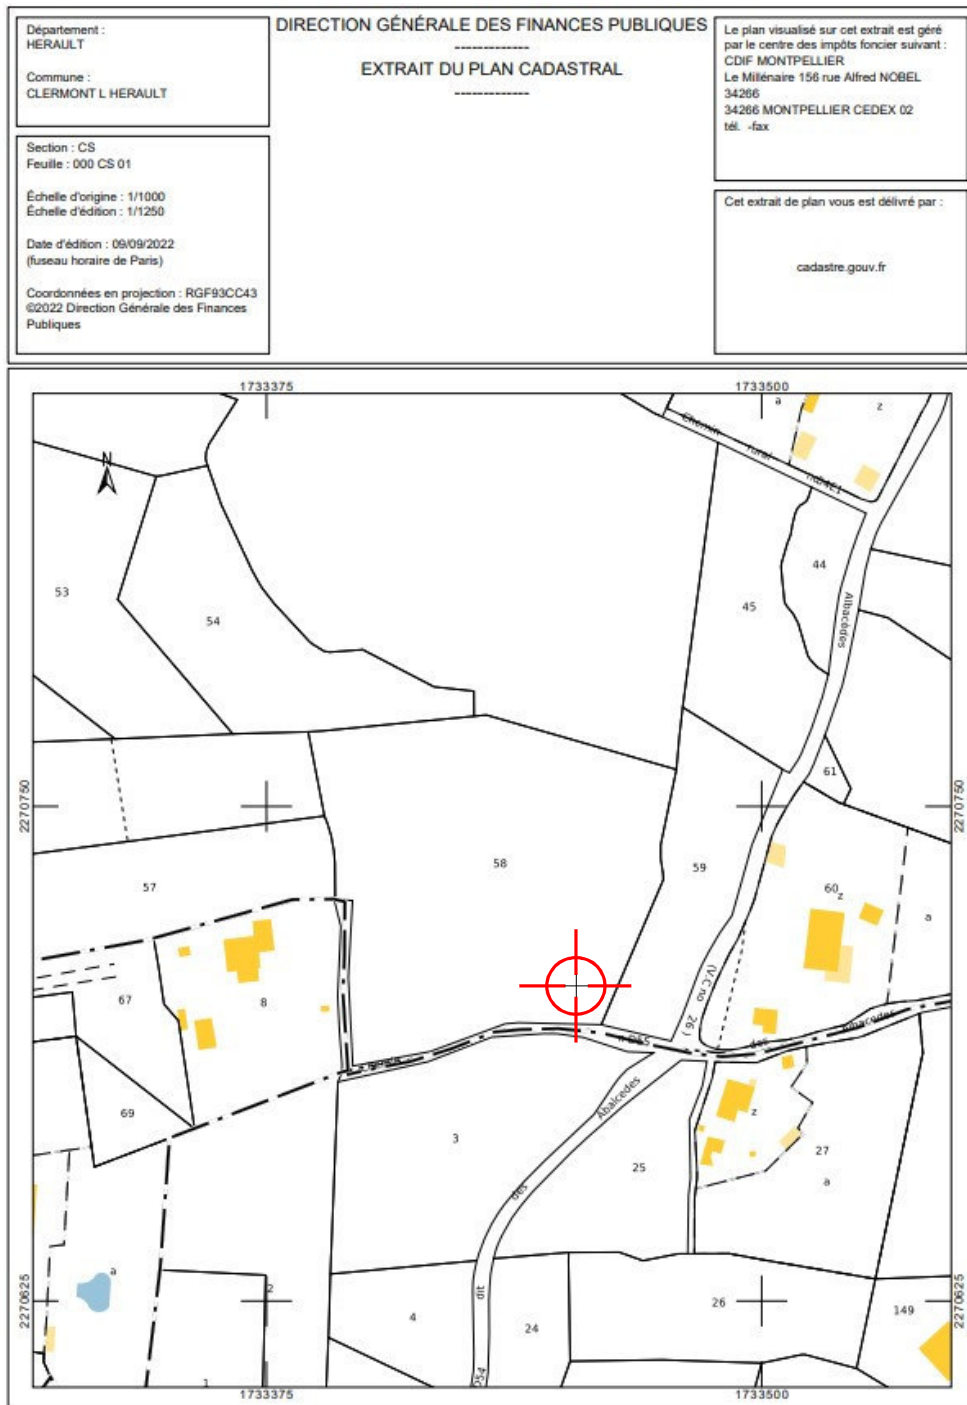 Département :
HERAULT
Commune :
CLERMONT L HERAULT
Section : CS
Feuille : 000 CS 01
Échelle d'origine : 1/1000
Échelle d'édition : 1/1250
Date d'édition : 09/09/2022
(fuseau horaire de Paris)
Coordonnées en projection : RGF93CC43
©2022 Direction Générale des Finances
Publiques
DIRECTION GÉNÉRALE DES FINANCES PUBLIQUES
-------------
EXTRAIT DU PLAN CADASTRAL
-------------
Le plan visualisé sur cet extrait est géré
par le centre des impôts foncier suivant :
CDIF MONTPELLIER
Le Millénaire 156 rue Alfred NOBEL
34266
34266 MONTPELLIER CEDEX 02
tél. -fax
Cet extrait de plan vous est délivré par :
cadastre.gouv.fr
1733375
1733500
a
z
Chemin rural
N
44
53
45
54
Albacèdes
61
2270750
2270750
58
59
57
60
z
a
(V.C no 26 )
67
8
des Albacedes
69
3
des Abalcedes
z
27
25
a
a
2
dit
26
149
4
24
2270625
2270625
1
1733375
1733500